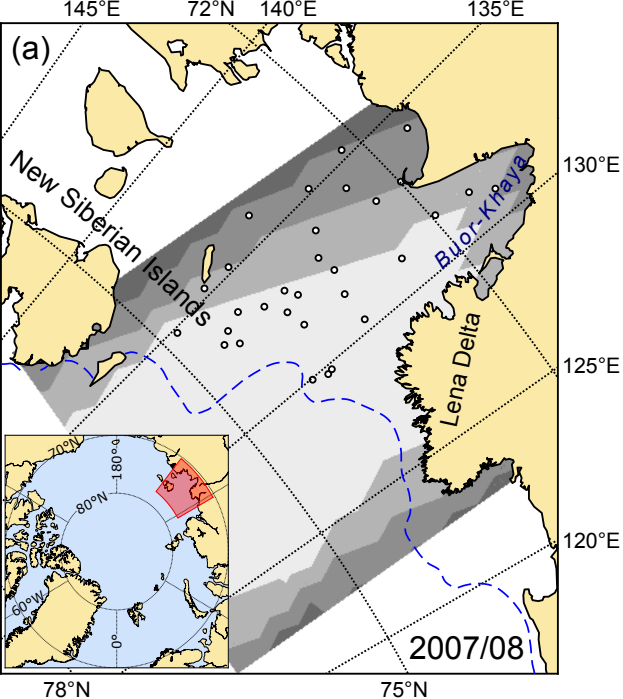 145°E 72°N 140°E 135°E
(a)
130°E
New Siberian Islands
Buor-Khaya
Lena Delta
125°E
70°N
180°
80°N
60°W
0°
120°E
2007/08
78°N 75°N